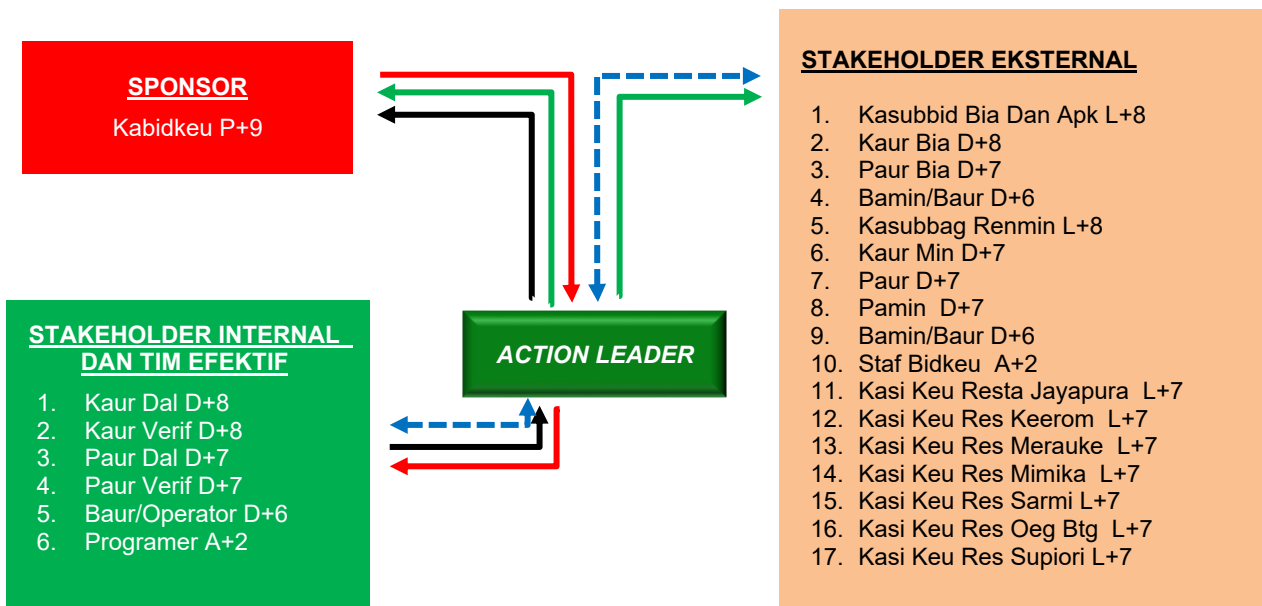 SPONSOR
Kabidkeu P+9
STAKEHOLDER INTERNAL
DAN TIM EFEKTIF
1. Kaur Dal D+8
2. Kaur Verif D+8
3. Paur Dal D+7
4. Paur Verif D+7
5. Baur/Operator D+6
6. Programer A+2
ACTION LEADER
STAKEHOLDER EKSTERNAL
1. Kasubbid Bia Dan Apk L+8
2. Kaur Bia D+8
3. Paur Bia D+7
4. Bamin/Baur D+6
5. Kasubbag Renmin L+8
6. Kaur Min D+7
7. Paur D+7
8. Pamin D+7
9. Bamin/Baur D+6
10. Staf Bidkeu A+2
11. Kasi Keu Resta Jayapura L+7
12. Kasi Keu Res Keerom L+7
13. Kasi Keu Res Merauke L+7
14. Kasi Keu Res Mimika L+7
15. Kasi Keu Res Sarmi L+7
16. Kasi Keu Res Oeg Btg L+7
17. Kasi Keu Res Supiori L+7